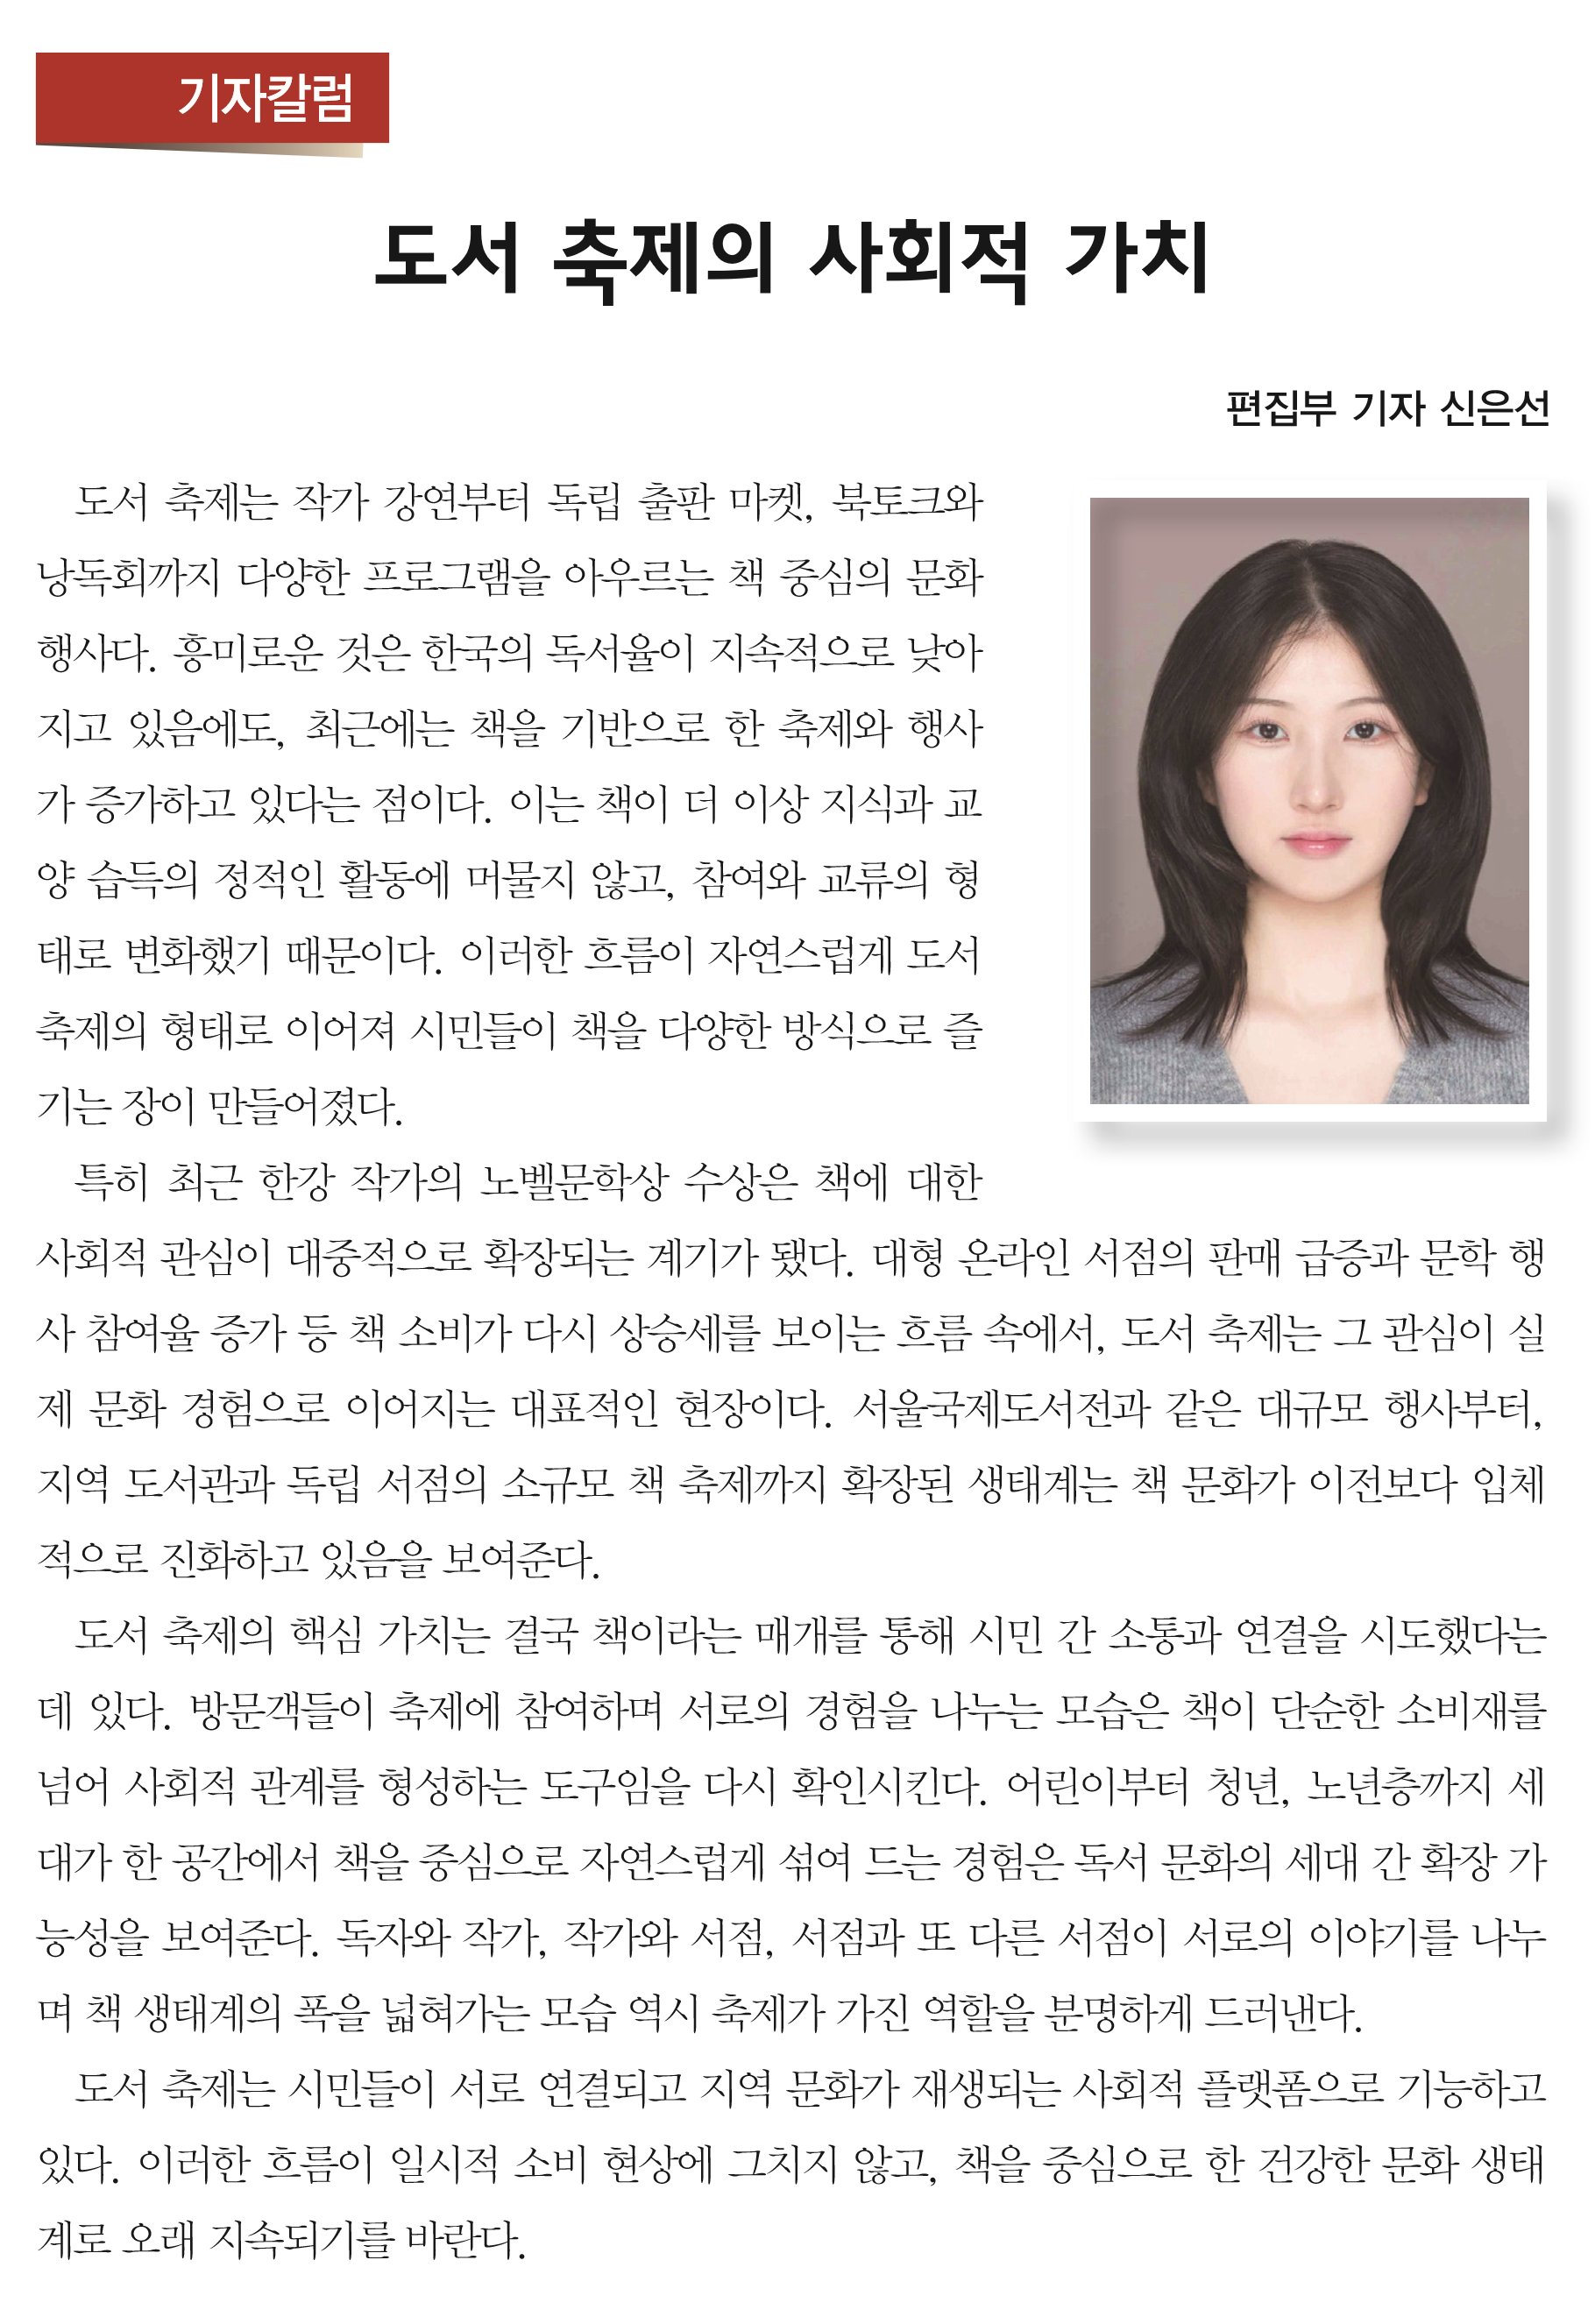 기자칼럼
도서 축제의 사회적 가치
편집부 기자 신은선
도서 축제는 작가 강연부터 독립 출판 마켓, 북토크와
낭독회까지 다양한 프로그램을 아우르는 책 중심의 문화
행사다. 흥미로운 것은 한국의 독서율이 지속적으로 낮아
지고 있음에도, 최근에는 책을 기반으로 한 축제와 행사
가 증가하고 있다는 점이다. 이는 책이 더 이상 지식과 교
양 습득의 정적인 활동에 머물지 않고, 참여와 교류의 형
태로 변화했기 때문이다. 이러한 흐름이 자연스럽게 도서
축제의 형태로 이어져 시민들이 책을 다양한 방식으로 즐
기는 장이 만들어졌다.
특히 최근 한강 작가의 노벨문학상 수상은 책에 대한
사회적 관심이 대중적으로 확장되는 계기가 됐다. 대형 온라인 서점의 판매 급증과 문학 행
사 참여율 증가 등 책 소비가 다시 상승세를 보이는 흐름 속에서, 도서 축제는 그 관심이 실
제 문화 경험으로 이어지는 대표적인 현장이다. 서울국제도서전과 같은 대규모 행사부터,
지역 도서관과 독립 서점의 소규모 책 축제까지 확장된 생태계는 책 문화가 이전보다 입체
적으로 진화하고 있음을 보여준다.
도서 축제의 핵심 가치는 결국 책이라는 매개를 통해 시민 간 소통과 연결을 시도했다는
데 있다. 방문객들이 축제에 참여하며 서로의 경험을 나누는 모습은 책이 단순한 소비재를
넘어 사회적 관계를 형성하는 도구임을 다시 확인시킨다. 어린이부터 청년, 노년층까지 세
대가 한 공간에서 책을 중심으로 자연스럽게 섞여 드는 경험은 독서 문화의 세대 간 확장 가
능성을 보여준다. 독자와 작가, 작가와 서점, 서점과 또 다른 서점이 서로의 이야기를 나누
며 책 생태계의 폭을 넓혀가는 모습 역시 축제가 가진 역할을 분명하게 드러낸다.
도서 축제는 시민들이 서로 연결되고 지역 문화가 재생되는 사회적 플랫폼으로 기능하고
있다. 이러한 흐름이 일시적 소비 현상에 그치지 않고, 책을 중심으로 한 건강한 문화 생태
계로 오래 지속되기를 바란다.